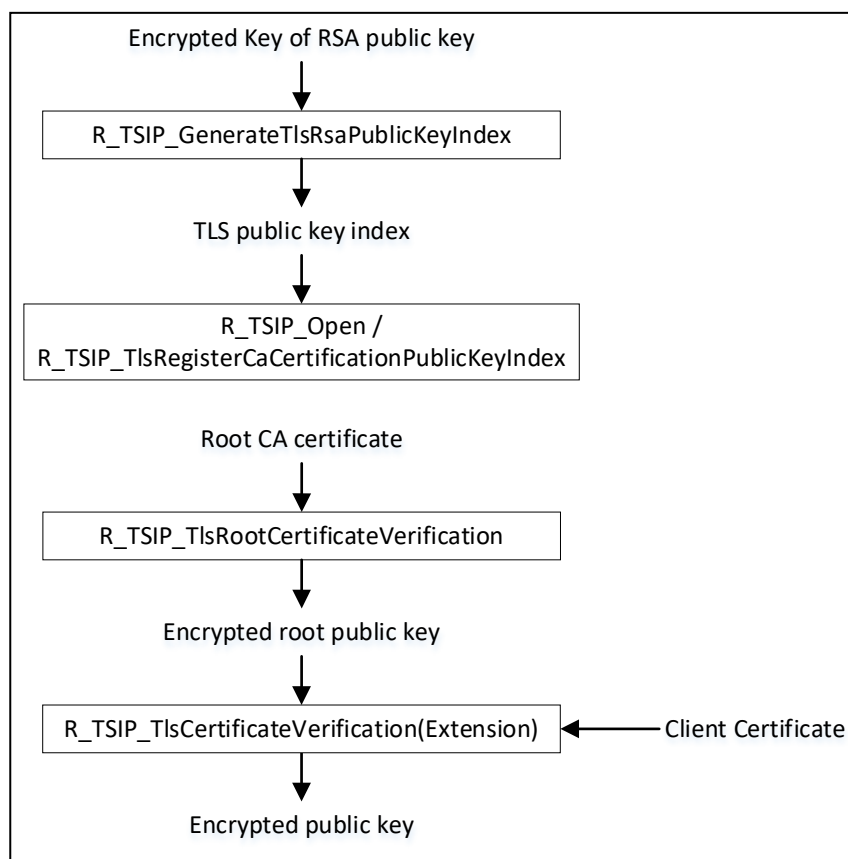 Encrypted Key of RSA public key
R_TSIP_GenerateTlsRsaPublicKeyIndex
TLS public key index
R_TSIP_Open /
R_TSIP_TlsRegisterCaCertificationPublicKeyIndex
Root CA certificate
R_TSIP_TlsRootCertificateVerification
Encrypted root public key
R_TSIP_TlsCertificateVerification(Extension)
Client Certificate
Encrypted public key